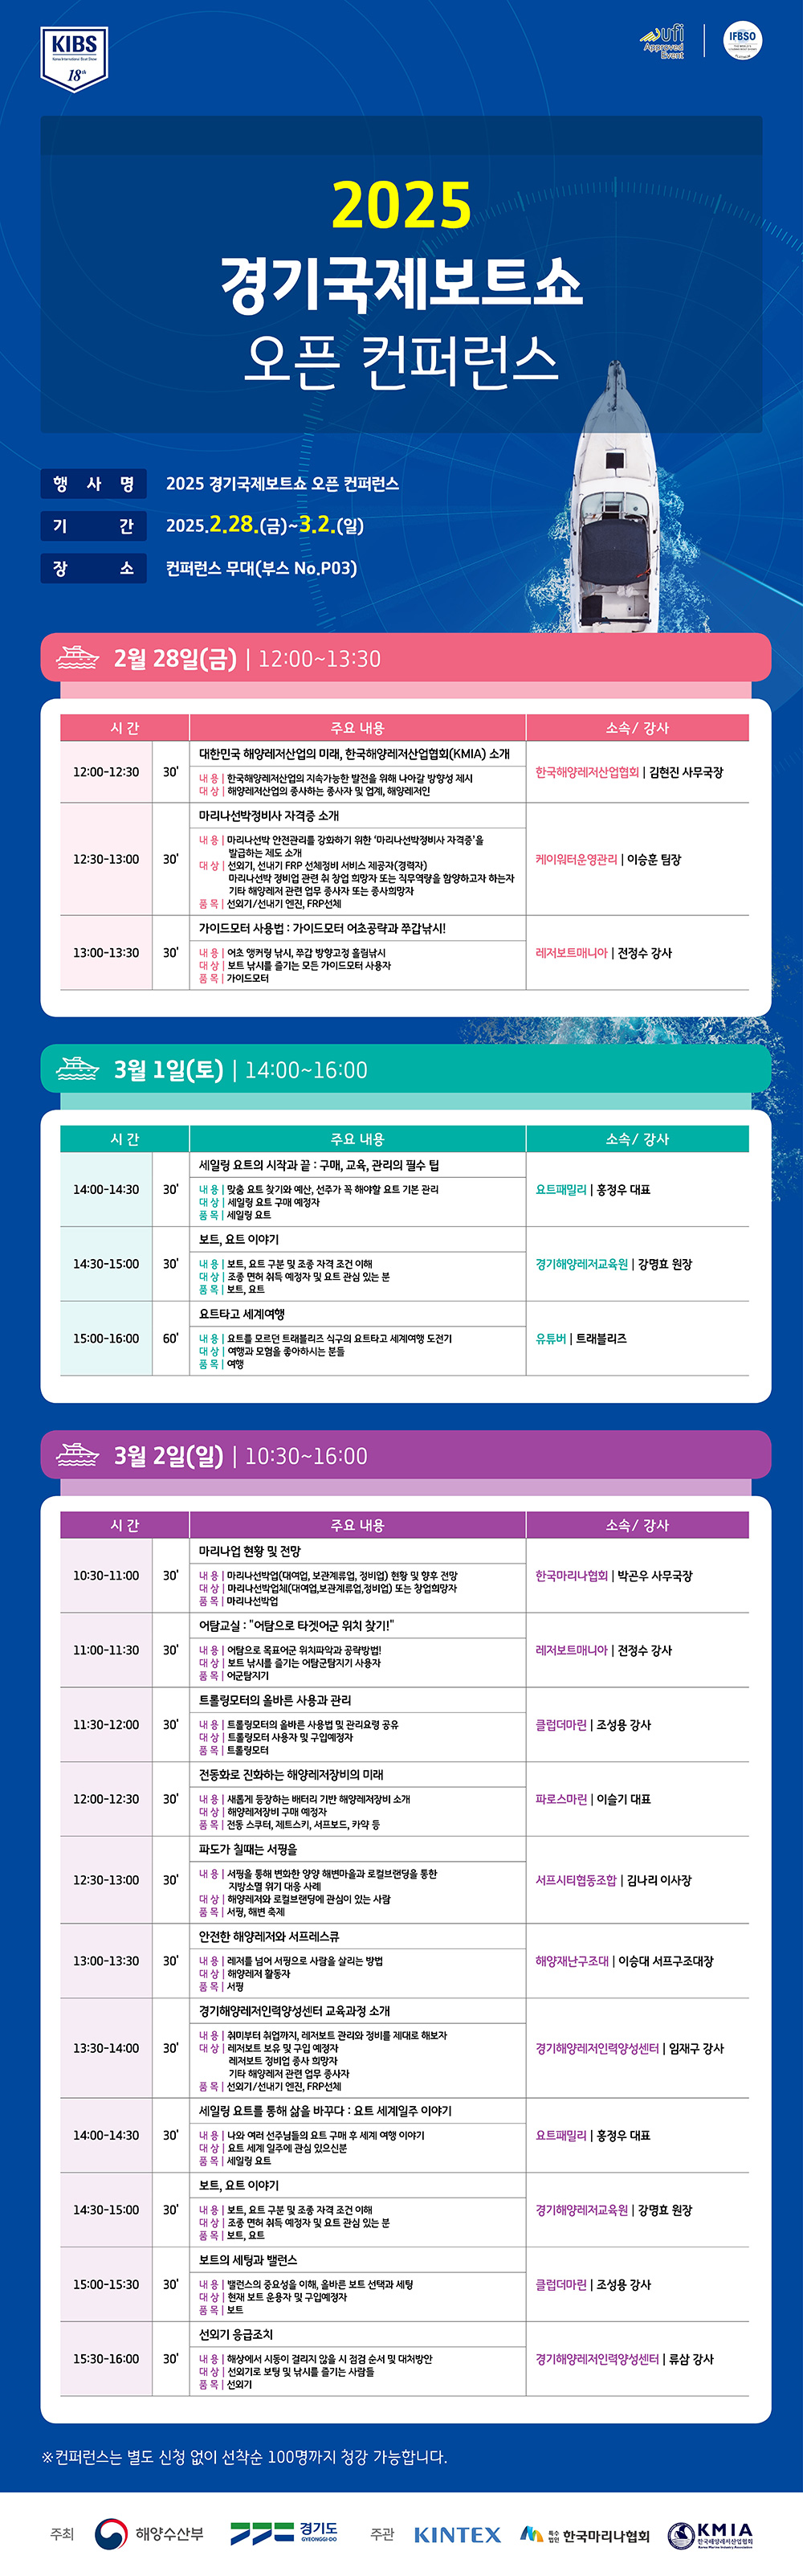 KIBS
Korea International Boat Show
18th
ufi
Approved
Event
IFBSO
2025
경기국제보트쇼
오픈 컨퍼런스
행 사 명
2025 경기국제보트쇼 오픈 컨퍼런스
기 간
2025.2.28.(금)~3.2.(일)
장 소
컨퍼런스 무대(부스 No.P03)
2월 28일(금) | 12:00~13:30
시 간 주요 내용 소속/ 강사
12:00-12:30 30'
대한민국 해양레저산업의 미래, 한국해양레저산업협회(KMIA) 소개
내 용 | 한국해양레저산업의 지속가능한 발전을 위해 나아갈 방향성 제시
대 상 | 해양레저산업의 종사하는 종사자 및 업계, 해양레저인
한국해양레저산업협회 | 김현진 사무국장
12:30-13:00 30'
마리나선박정비사 자격증 소개
내 용 | 마리나선박 안전관리를 강화하기 위한 ‘마리나선박정비사 자격증’을
발급하는 제도 소개
대 상 | 선외기, 선내기 FRP 선체정비 서비스 제공자(경력자)
마리나선박 정비업 관련 취 창업 희망자 또는 직무역량을 함양하고자 하는자
기타 해양레저 관련 업무 종사자 또는 종사희망자
품 목 | 선외기/선내기 엔진, FRP선체
케이워터운영관리 | 이승훈 팀장
13:00-13:30 30'
가이드모터 사용법 : 가이드모터 어초공략과 쭈갑낚시!
내 용 | 어초 앵커링 낚시, 쭈갑 방향고정 흘림낚시
대 상 | 보트 낚시를 즐기는 모든 가이드모터 사용자
품 목 | 가이드모터
레저보트매니아 | 전정수 강사
3월 1일(토) | 14:00~16:00
시 간 주요 내용 소속/ 강사
14:00-14:30 30'
세일링 요트의 시작과 끝 : 구매, 교육, 관리의 필수 팁
내 용 | 맞춤 요트 찾기와 예산, 선주가 꼭 해야할 요트 기본 관리
대 상 | 세일링 요트 구매 예정자
품 목 | 세일링 요트
요트패밀리 | 홍정우 대표
14:30-15:00 30'
보트, 요트 이야기
내 용 | 보트, 요트 구분 및 조종 자격 조건 이해
대 상 | 조종 면허 취득 예정자 및 요트 관심 있는 분
품 목 | 보트, 요트
경기해양레저교육원 | 강명효 원장
15:00-16:00 60'
요트타고 세계여행
내 용 | 요트를 모르던 트래블리즈 식구의 요트타고 세계여행 도전기
대 상 | 여행과 모험을 좋아하시는 분들
품 목 | 여행
유튜버 | 트래블리즈
3월 2일(일) | 10:30~16:00
시 간 주요 내용 소속/ 강사
10:30-11:00 30'
마리나업 현황 및 전망
내 용 | 마리나선박업(대여업, 보관계류업, 정비업) 현황 및 향후 전망
대 상 | 마리나선박업체(대여업,보관계류업,정비업) 또는 창업희망자
품 목 | 마리나선박업
한국마리나협회 | 박곤우 사무국장
11:00-11:30 30'
어탐교실 : "어탐으로 타겟어군 위치 찾기!"
내 용 | 어탐으로 목표어군 위치파악과 공략방법!
대 상 | 보트 낚시를 즐기는 어탐군탐지기 사용자
품 목 | 어군탐지기
레저보트매니아 | 전정수 강사
11:30-12:00 30'
트롤링모터의 올바른 사용과 관리
내 용 | 트롤링모터의 올바른 사용법 및 관리요령 공유
대 상 | 트롤링모터 사용자 및 구입예정자
품 목 | 트롤링모터
클럽더마린 | 조성용 강사
12:00-12:30 30'
전동화로 진화하는 해양레저장비의 미래
내 용 | 새롭게 등장하는 배터리 기반 해양레저장비 소개
대 상 | 해양레저장비 구매 예정자
품 목 | 전동 스쿠터, 제트스키, 서프보드, 카약 등
파로스마린 | 이슬기 대표
12:30-13:00 30'
파도가 칠때는 서핑을
내 용 | 서핑을 통해 변화한 양양 해변마을과 로컬브랜딩을 통한
지방소멸 위기 대응 사례
대 상 | 해양레저와 로컬브랜딩에 관심이 있는 사람
품 목 | 서핑, 해변 축제
서프시티협동조합 | 김나리 이사장
13:00-13:30 30'
안전한 해양레저와 서프레스큐
내 용 | 레저를 넘어 서핑으로 사람을 살리는 방법
대 상 | 해양레저 활동자
품 목 | 서핑
해양재난구조대 | 이승대 서프구조대장
13:30-14:00 30'
경기해양레저인력양성센터 교육과정 소개
내 용 | 취미부터 취업까지, 레저보트 관리와 정비를 제대로 해보자
대 상 | 레저보트 보유 및 구입 예정자
레저보트 정비업 종사 희망자
기타 해양레저 관련 업무 종사자
품 목 | 선외기/선내기 엔진, FRP선체
경기해양레저인력양성센터 | 임재구 강사
14:00-14:30 30'
세일링 요트를 통해 삶을 바꾸다 : 요트 세계일주 이야기
내 용 | 나와 여러 선주님들의 요트 구매 후 세계 여행 이야기
대 상 | 요트 세계 일주에 관심 있으신분
품 목 | 세일링 요트
요트패밀리 | 홍정우 대표
14:30-15:00 30'
보트, 요트 이야기
내 용 | 보트, 요트 구분 및 조종 자격 조건 이해
대 상 | 조종 면허 취득 예정자 및 요트 관심 있는 분
품 목 | 보트, 요트
경기해양레저교육원 | 강명효 원장
15:00-15:30 30'
보트의 세팅과 밸런스
내 용 | 밸런스의 중요성을 이해, 올바른 보트 선택과 세팅
대 상 | 현재 보트 운용자 및 구입예정자
품 목 | 보트
클럽더마린 | 조성용 강사
15:30-16:00 30'
선외기 응급조치
내 용 | 해상에서 시동이 걸리지 않을 시 점검 순서 및 대처방안
대 상 | 선외기로 보팅 및 낚시를 즐기는 사람들
품 목 | 선외기
경기해양레저인력양성센터 | 류삼 강사
※컨퍼런스는 별도 신청 없이 선착순 100명까지 청강 가능합니다.
주최 해양수산부 경기도 GYEONGGI-DO 주관 KINTEX 특수법인 한국마리나협회 KMIA 한국해양레저산업협회
Korea Marine Industry Association